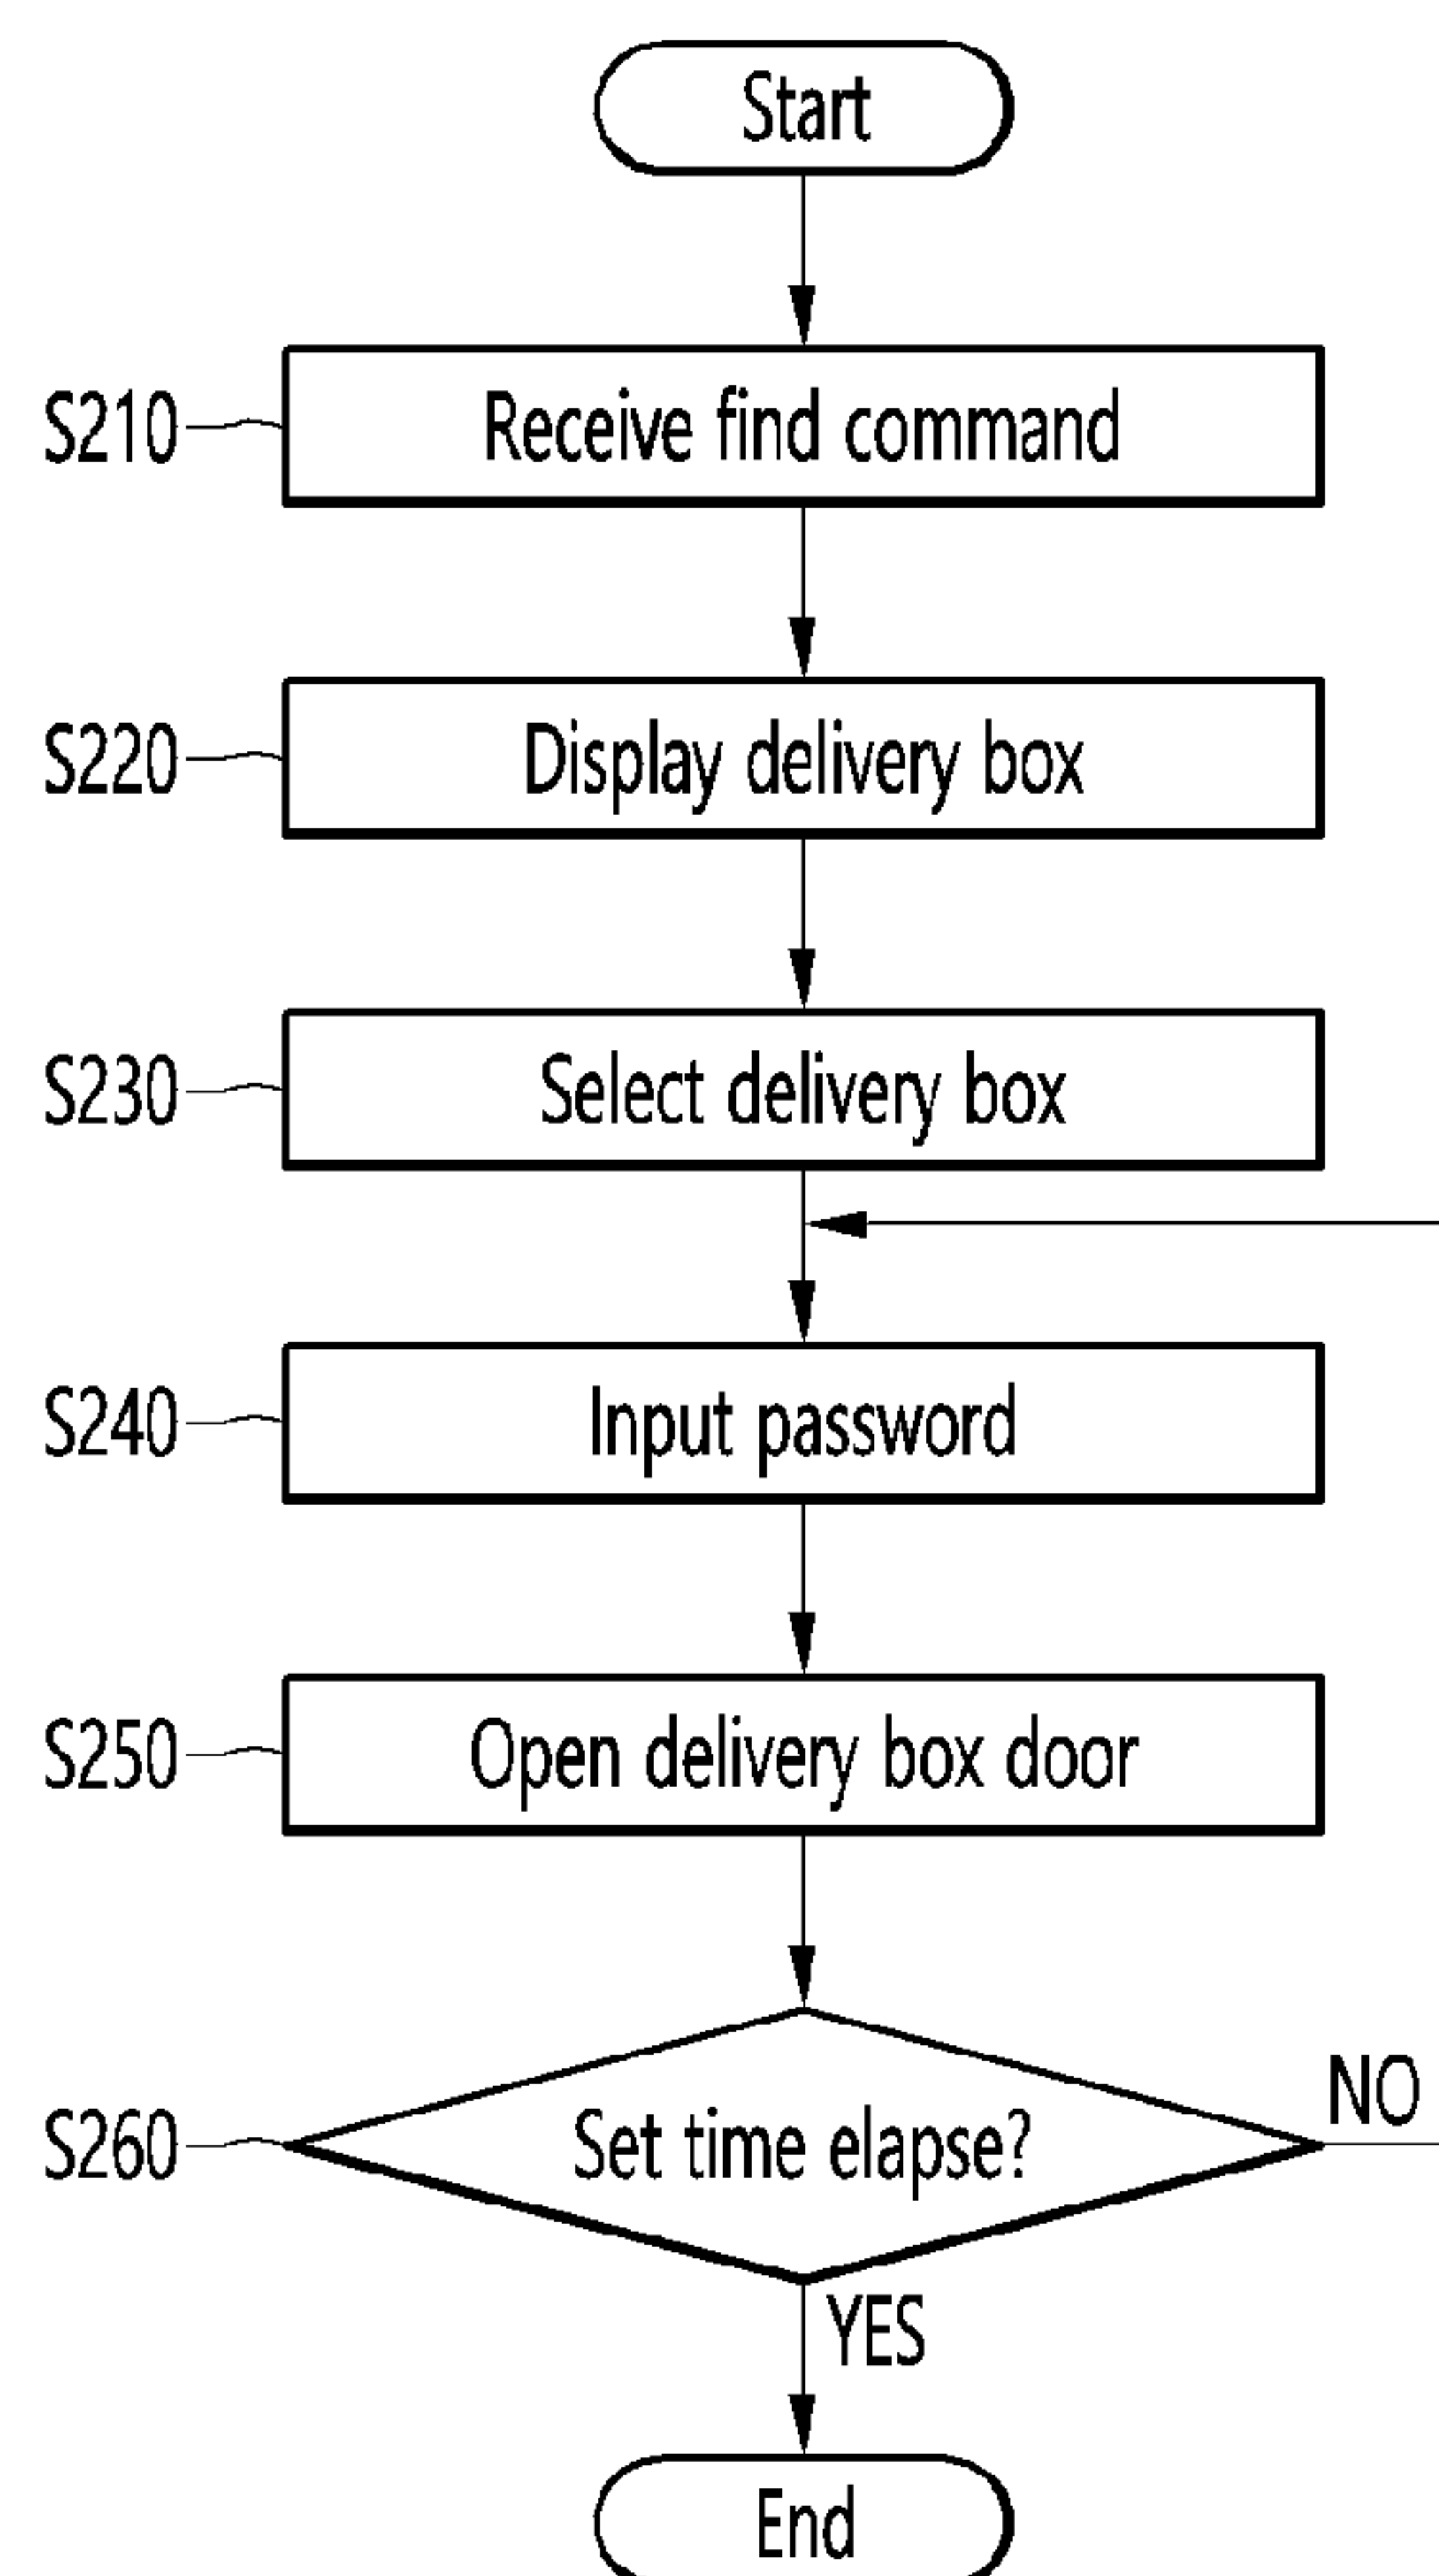 Start
S210 Receive find command
S220 Display delivery box
S230 Select delivery box
S240 Input password
S250 Open delivery box door
S260 Set time elapse? NO
YES
End